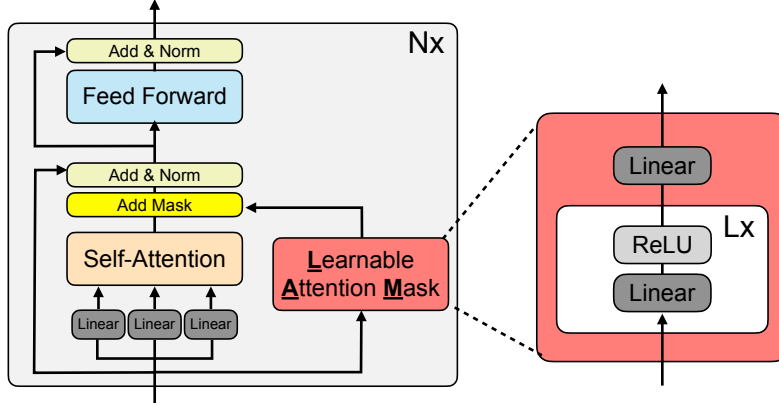 Nx
Add & Norm
Feed Forward
Add & Norm
Add Mask
Self-Attention
Linear
Linear
Linear
Learnable
Attention Mask
Linear
Lx
ReLU
Linear